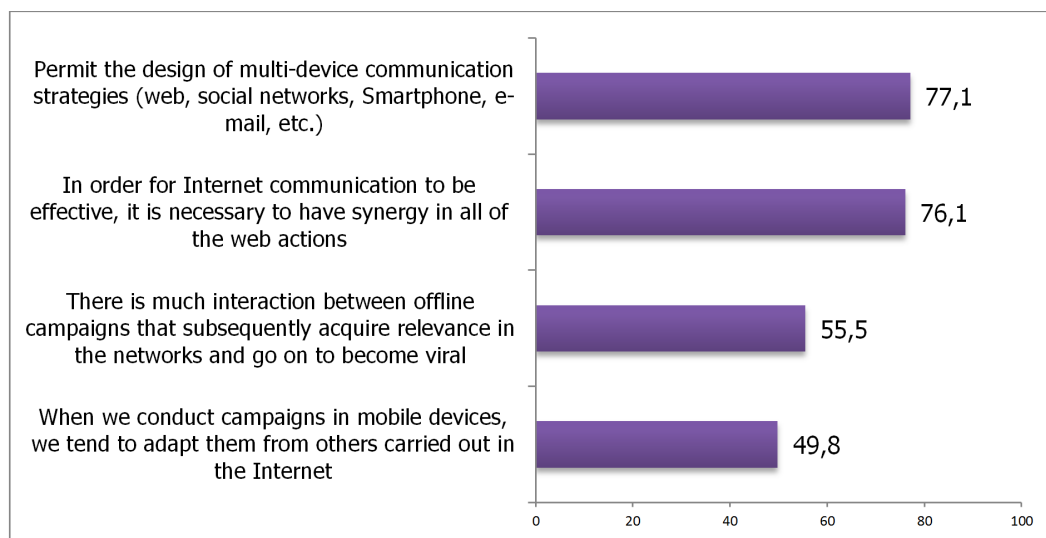 Permit the design of multi-device communication
strategies (web, social networks, Smartphone, e-
mail, etc.)
77,1
In order for Internet communication to be
effective, it is necessary to have synergy in all of
the web actions
76,1
There is much interaction between offline
campaigns that subsequently acquire relevance in
the networks and go on to become viral
55,5
When we conduct campaigns in mobile devices,
we tend to adapt them from others carried out in
the Internet
49,8
0 20 40 60 80 100